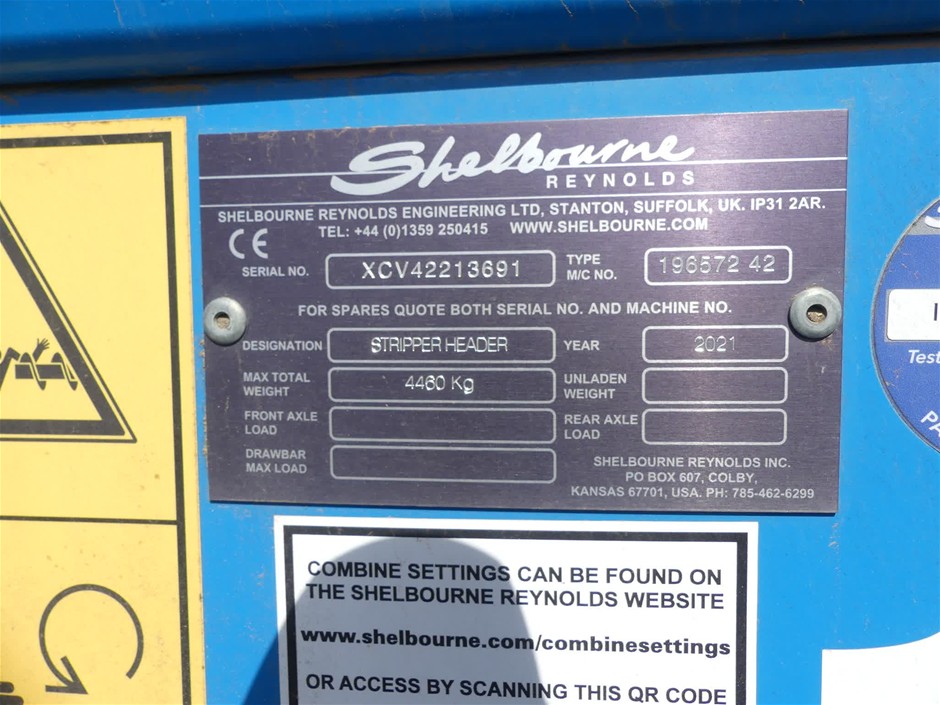 Shelbourne
REYNOLDS
SHELBOURNE REYNOLDS ENGINEERING LTD, STANTON, SUFFOLK, UK. IP31 2AR.
TEL: +44 (0)1359 250415 WWW.SHELBOURNE.COM
CE
SERIAL NO. XCV42213691 TYPE M/C NO. 196572 42
FOR SPARES QUOTE BOTH SERIAL NO. AND MACHINE NO.
DESIGNATION STRIPPER HEADER YEAR 2021
MAX TOTAL WEIGHT 4460 Kg UNLADEN WEIGHT
FRONT AXLE LOAD REAR AXLE LOAD
DRAWBAR MAX LOAD
SHELBOURNE REYNOLDS INC.
PO BOX 607, COLBY,
KANSAS 67701, USA. PH: 785-462-6299
COMBINE SETTINGS CAN BE FOUND ON
THE SHELBOURNE REYNOLDS WEBSITE
www.shelbourne.com/combinesettings
OR ACCESS BY SCANNING THIS QR CODE